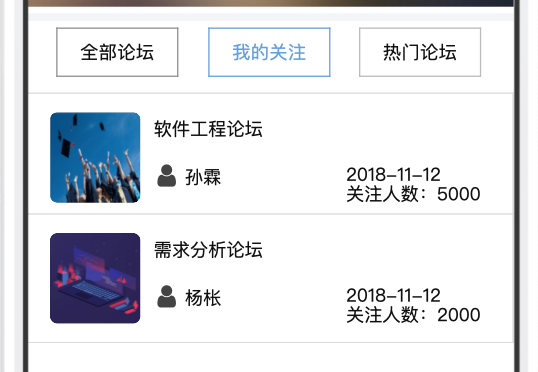 全部论坛
我的关注
热门论坛
软件工程论坛
孙霖
2018-11-12
关注人数：5000
需求分析论坛
杨枨
2018-11-12
关注人数：2000